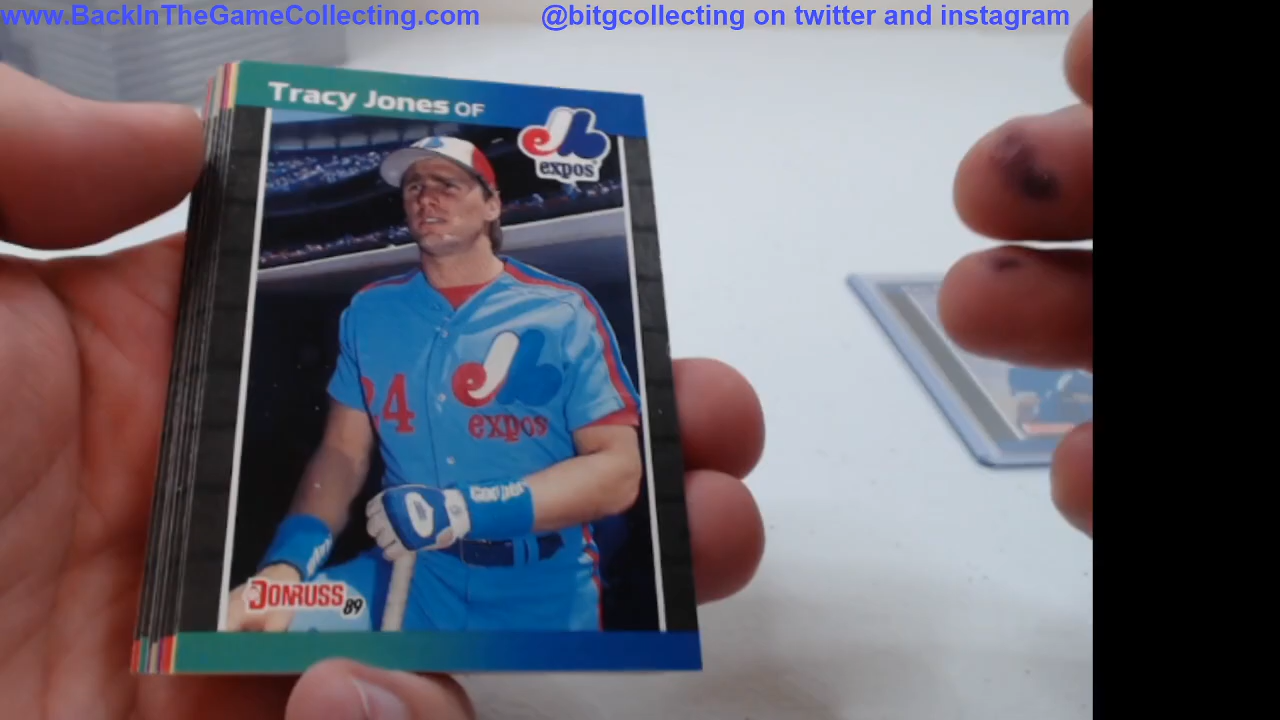 www.BackInTheGameCollecting.com @bitgcollecting on twitter and instagram
Tracy Jones OF
expos
24
expos
DONRUSS 89